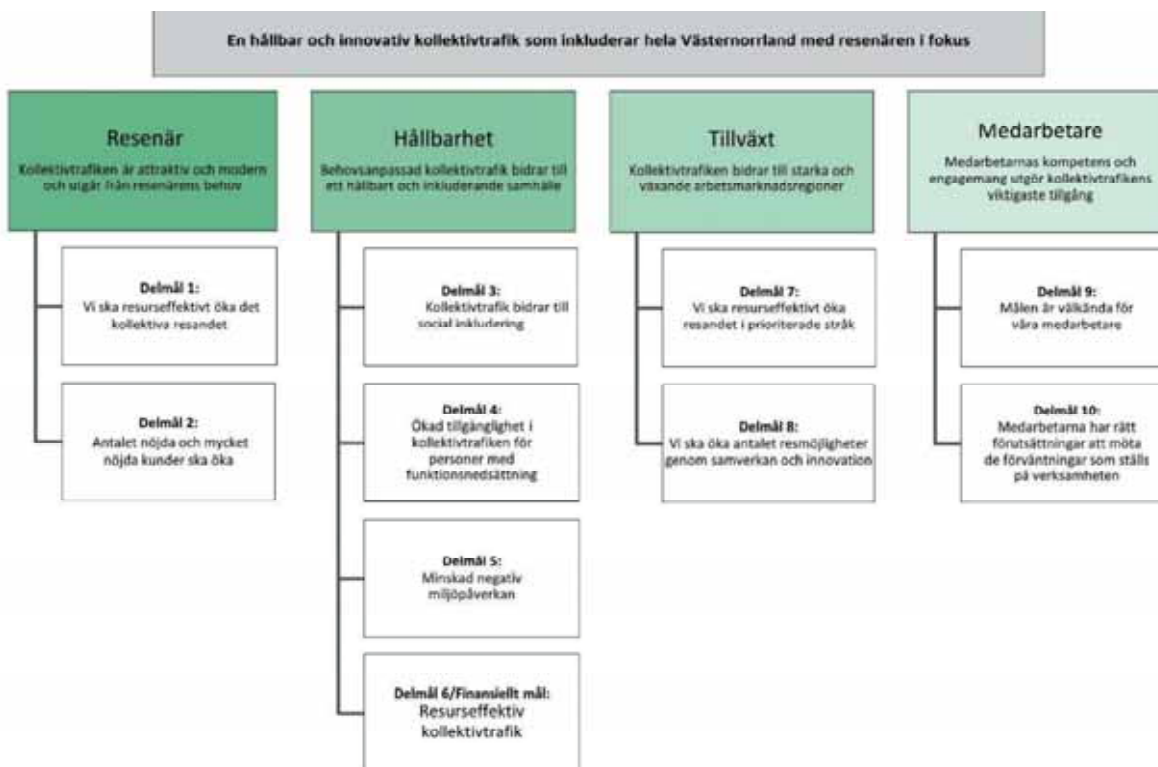 En hållbar och innovativ kollektivtrafik som inkluderar hela Västernorrland med resenären i fokus
Resenär
Kollektivtrafiken är attraktiv och modern
och utgår från resenärens behov
Delmål 1:
Vi ska resurseffektivt öka det
kollektiva resandet
Delmål 2:
Antalet nöjda och mycket
nöjda kunder ska öka
Hållbarhet
Behovsanpassad kollektivtrafik bidrar till
ett hållbart och inkluderande samhälle
Delmål 3:
Kollektivtrafik bidrar till
social inkludering
Delmål 4:
Ökad tillgänglighet i
kollektivtrafiken för
personer med
funktionsnedsättning
Delmål 5:
Minskad negativ
miljöpåverkan
Delmål 6/Finansiellt mål:
Resurseffektiv
kollektivtrafik
Tillväxt
Kollektivtrafiken bidrar till starka och
växande arbetsmarknadsregioner
Delmål 7:
Vi ska resurseffektivt öka
resandet i prioriterade stråk
Delmål 8:
Vi ska öka antalet resmöjligheter
genom samverkan och innovation
Medarbetare
Medarbetarnas kompetens och
engagemang utgör kollektivtrafikens
viktigaste tillgång
Delmål 9:
Målen är välkända för
våra medarbetare
Delmål 10:
Medarbetarna har rätt
förutsättningar att möta
de förväntningar som ställs
på verksamheten